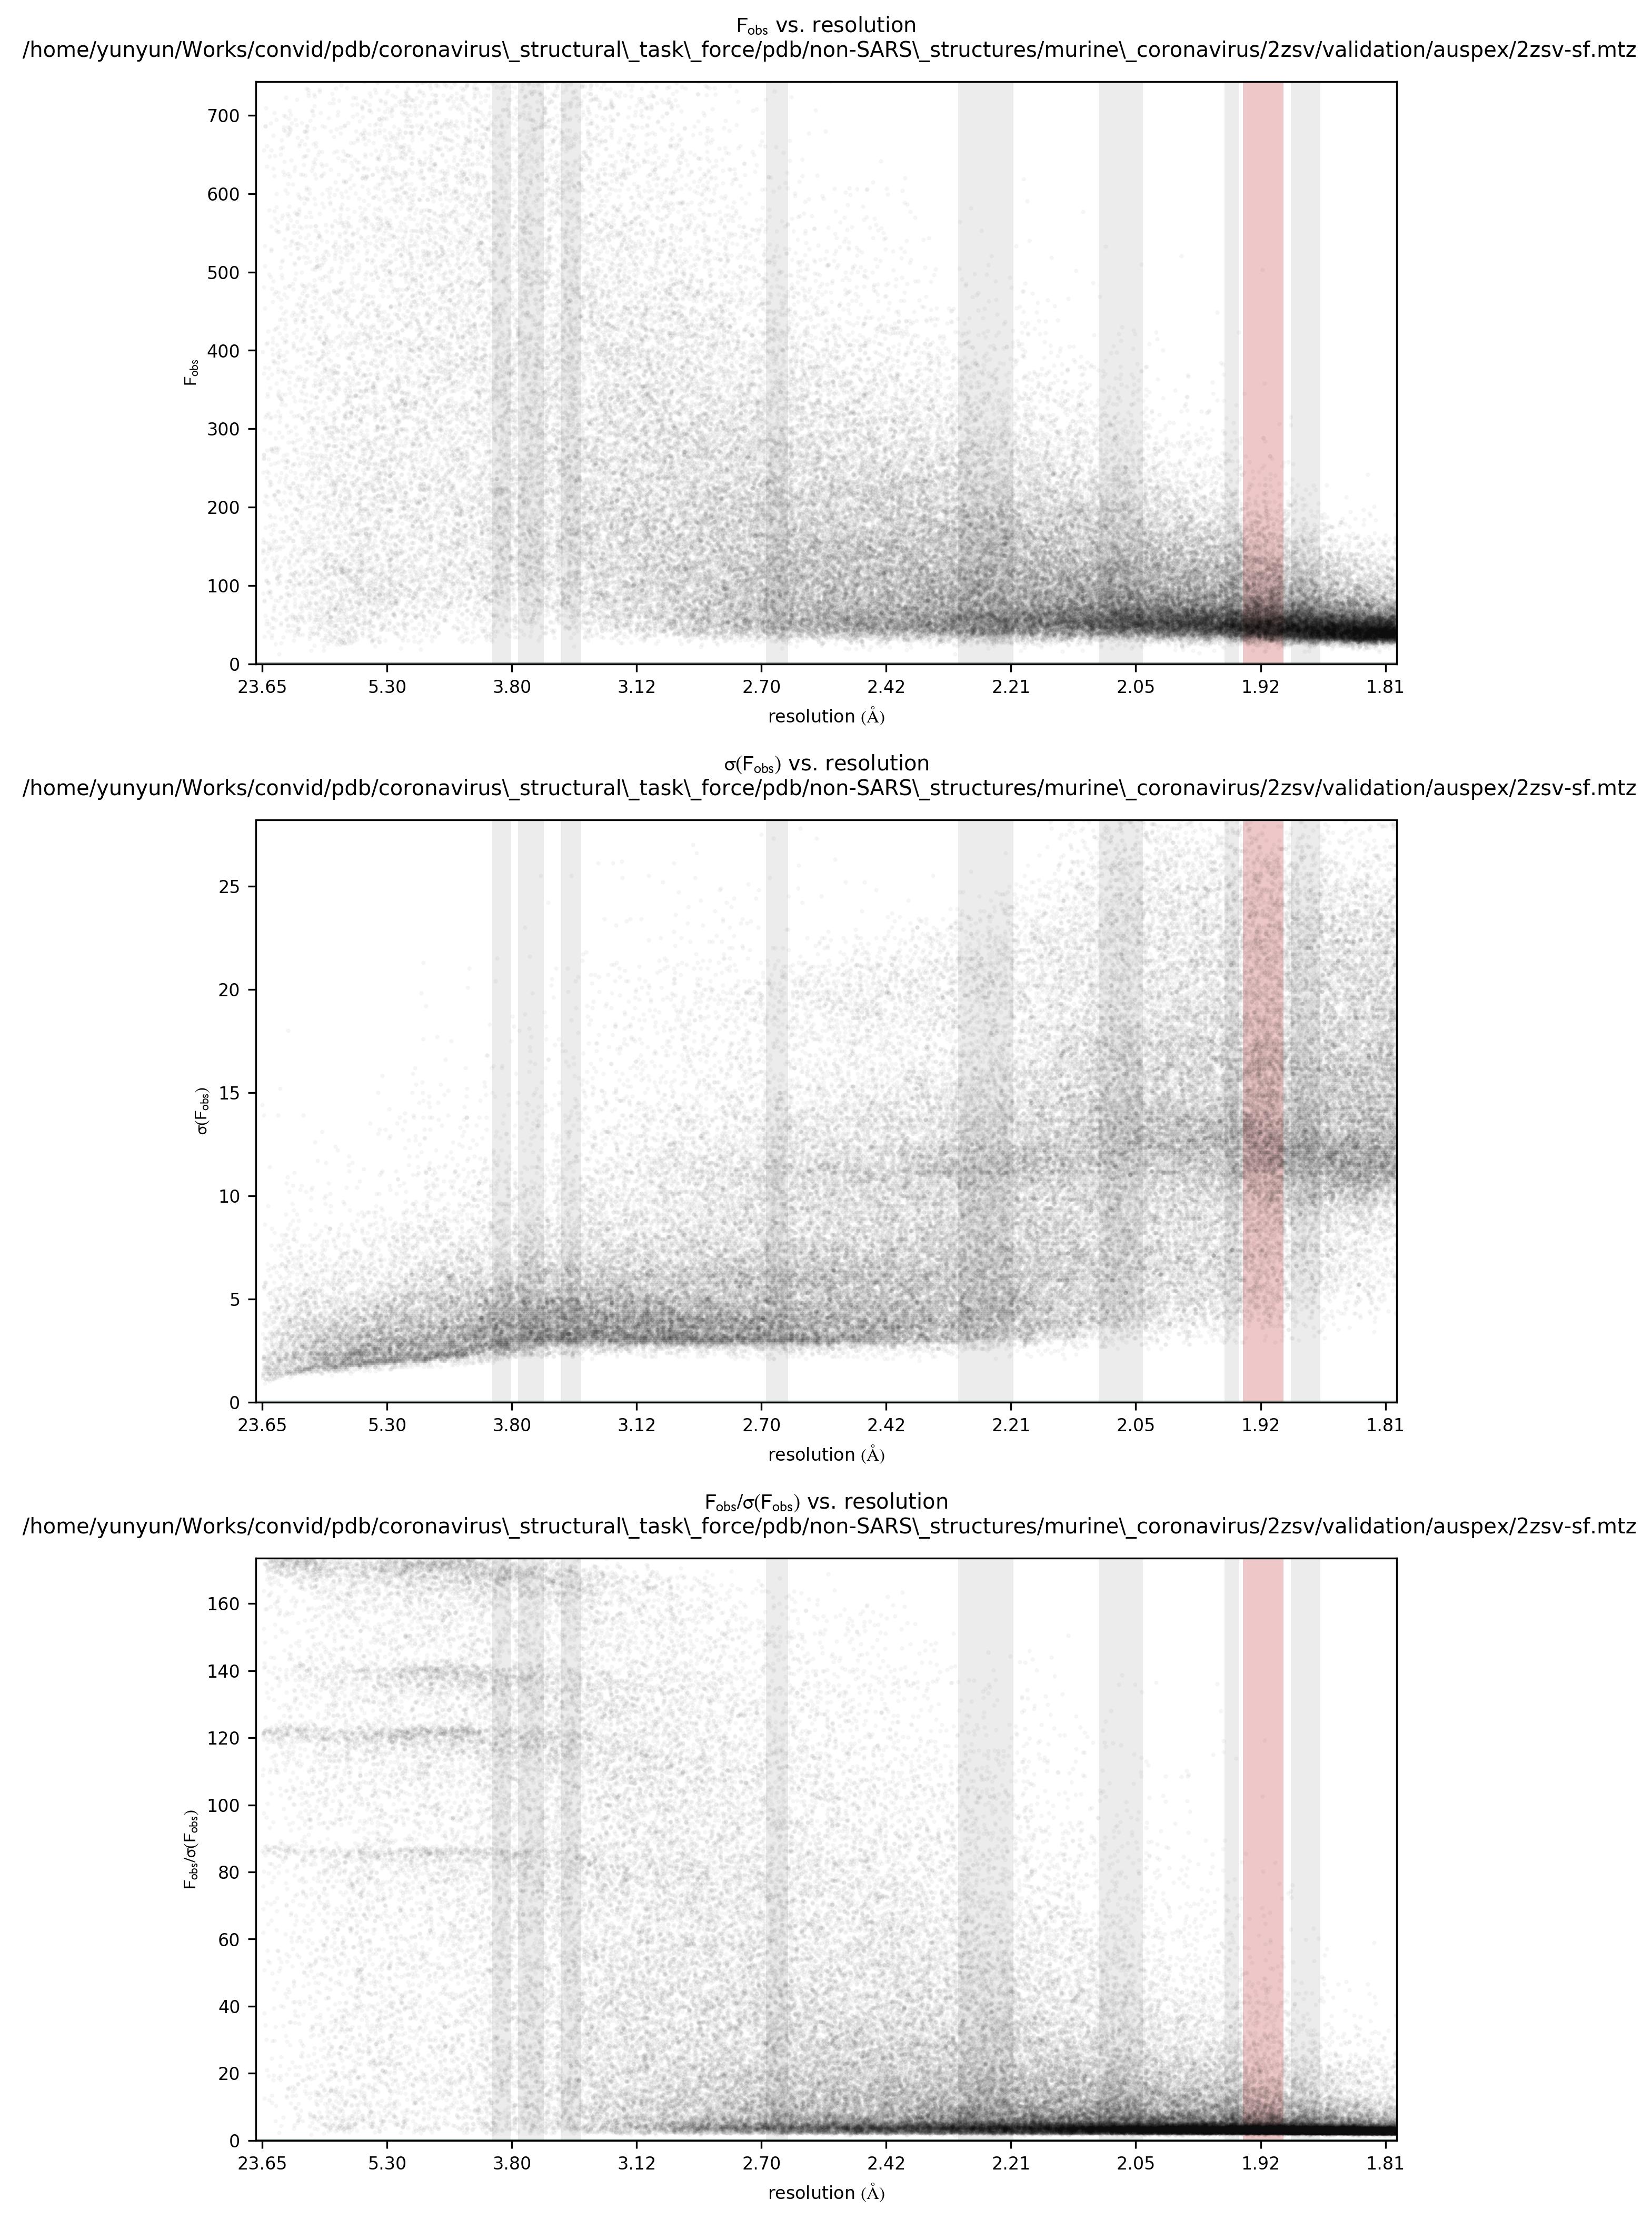 Fobs vs. resolution
/home/yunyun/Works/convid/pdb/coronavirus\_structural\_task\_force/pdb/non-SARS\_structures/murine\_coronavirus/2zsv/validation/auspex/2zsv-sf.mtz
700
600
500
400
300
200
100
0
Fobs
23.65 5.30 3.80 3.12 2.70 2.42 2.21 2.05 1.92 1.81
resolution (Å)
σ(Fobs) vs. resolution
/home/yunyun/Works/convid/pdb/coronavirus\_structural\_task\_force/pdb/non-SARS\_structures/murine\_coronavirus/2zsv/validation/auspex/2zsv-sf.mtz
25
20
15
10
5
0
σ(Fobs)
23.65 5.30 3.80 3.12 2.70 2.42 2.21 2.05 1.92 1.81
resolution (Å)
Fobs/σ(Fobs) vs. resolution
/home/yunyun/Works/convid/pdb/coronavirus\_structural\_task\_force/pdb/non-SARS\_structures/murine\_coronavirus/2zsv/validation/auspex/2zsv-sf.mtz
160
140
120
100
80
60
40
20
0
Fobs/σ(Fobs)
23.65 5.30 3.80 3.12 2.70 2.42 2.21 2.05 1.92 1.81
resolution (Å)